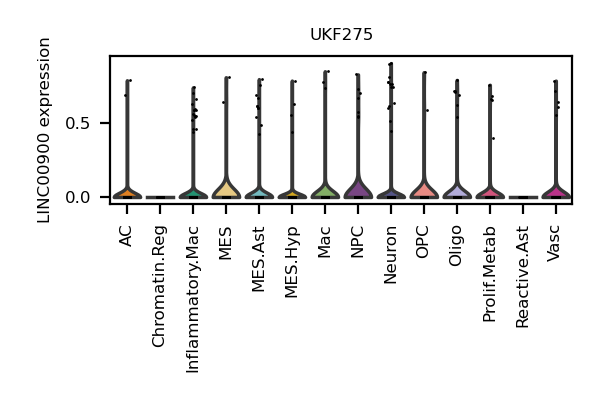 UKF275
LINC00900 expression
0.5
0.0
AC
Chromatin.Reg
Inflammatory.Mac
MES
MES.Ast
MES.Hyp
Mac
NPC
Neuron
OPC
Oligo
Prolif.Metab
Reactive.Ast
Vasc